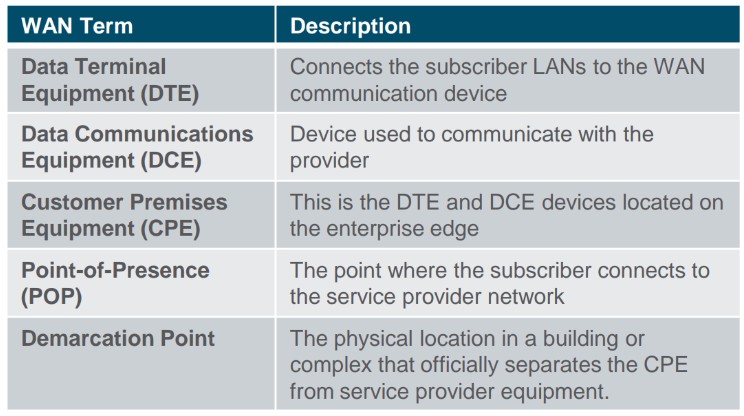 WAN Term
Description
Data Terminal
Equipment (DTE)
Connects the subscriber LANs to the WAN
communication device
Data Communications
Equipment (DCE)
Device used to communicate with the
provider
Customer Premises
Equipment (CPE)
This is the DTE and DCE devices located on
the enterprise edge
Point-of-Presence
(POP)
The point where the subscriber connects to
the service provider network
Demarcation Point
The physical location in a building or
complex that officially separates the CPE
from service provider equipment.